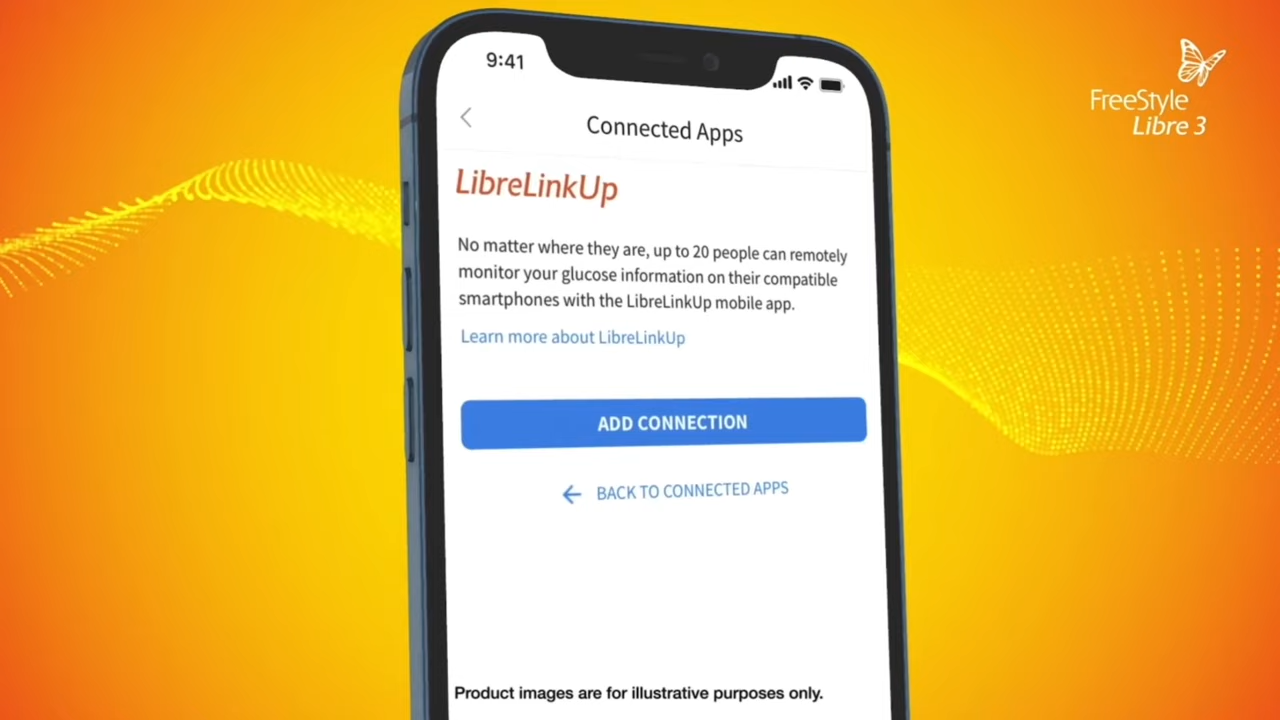 9:41
FreeStyle
Libre 3
Connected Apps
LibreLinkUp
No matter where they are, up to 20 people can remotely
monitor your glucose information on their compatible
smartphones with the LibreLinkUp mobile app.
Learn more about LibreLinkUp
ADD CONNECTION
BACK TO CONNECTED APPS
Product images are for illustrative purposes only.